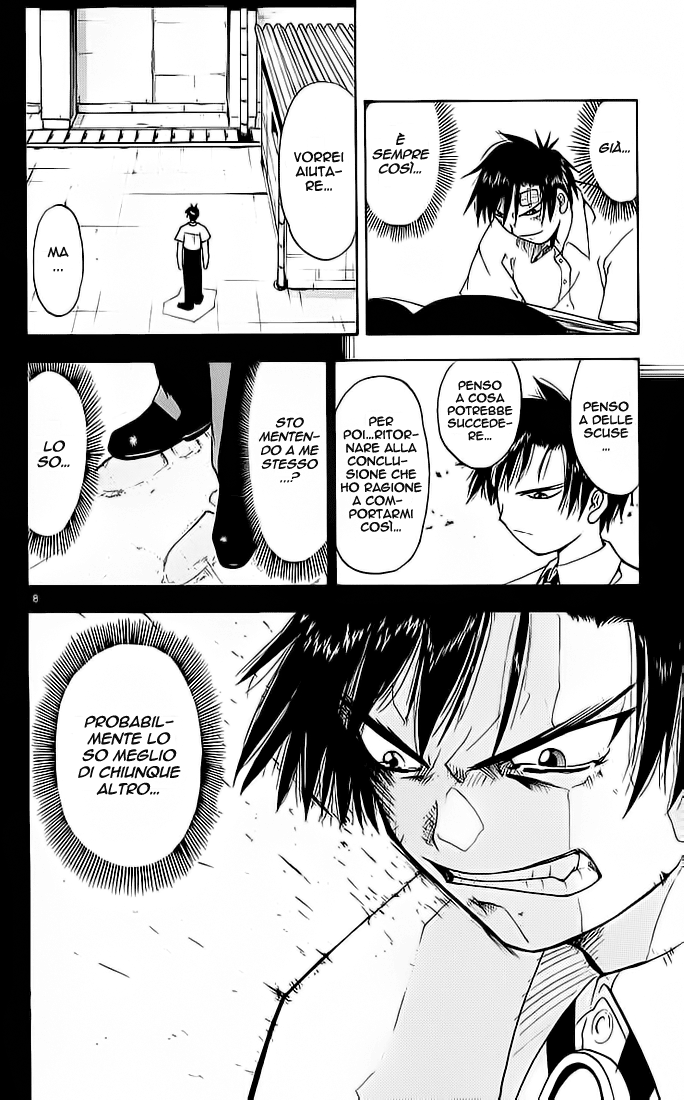 GIÀ...
È
SEMPRE
COSÌ...
VORREI
AIUTA-
RE...
MA
...
PENSO
A DELLE
SCUSE
...
PENSO
A COSA
POTREBBE
SUCCEDE-
RE...
PER
POI...RITOR-
NARE ALLA
CONCLU-
SIONE CHE
HO RAGIONE
A COM-
PORTARMI
COSÌ...
STO
MENTEN-
DO A ME
STESSO
....?
LO
SO...
8
PROBABIL-
MENTE LO
SO MEGLIO
DI CHIUNQUE
ALTRO...